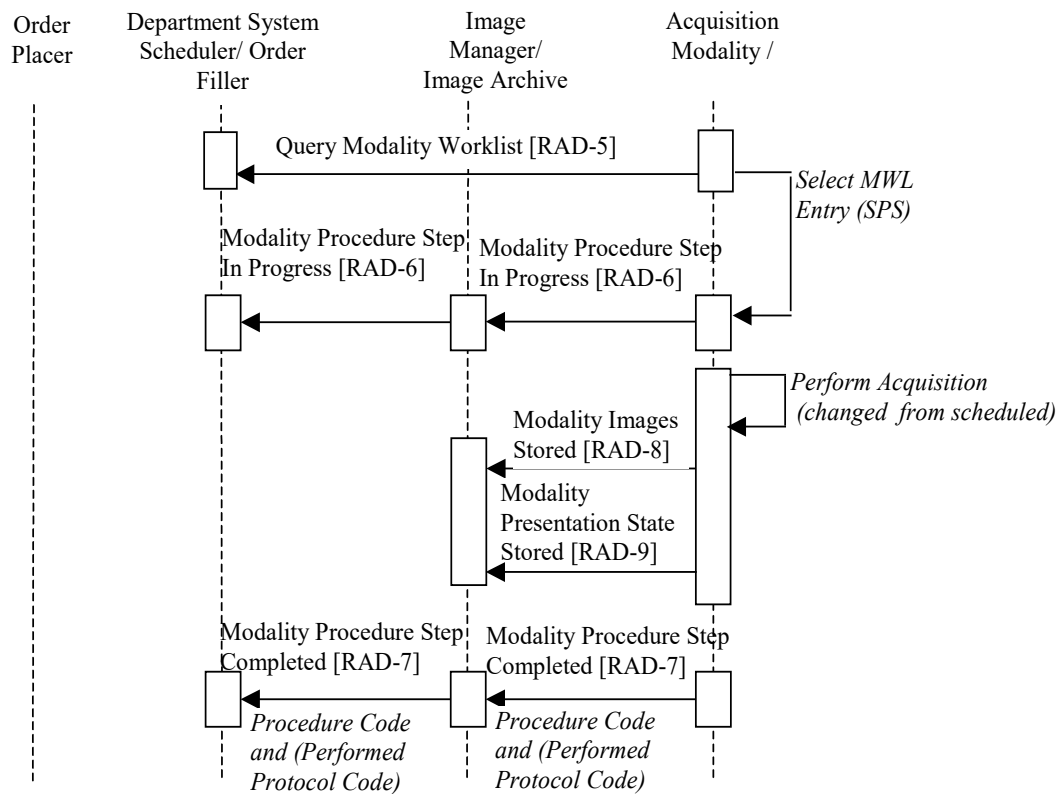 Order
Placer
Department System
Scheduler/ Order
Filler
Image
Manager/
Image Archive
Acquisition
Modality /
Query Modality Worklist [RAD-5]
Select MWL
Entry (SPS)
Modality Procedure Step
In Progress [RAD-6]
Modality Procedure Step
In Progress [RAD-6]
Perform Acquisition
(changed from scheduled)
Modality Images
Stored [RAD-8]
Modality
Presentation State
Stored [RAD-9]
Modality Procedure Step
Completed [RAD-7]
Modality Procedure Step
Completed [RAD-7]
Procedure Code
and (Performed
Protocol Code)
Procedure Code
and (Performed
Protocol Code)